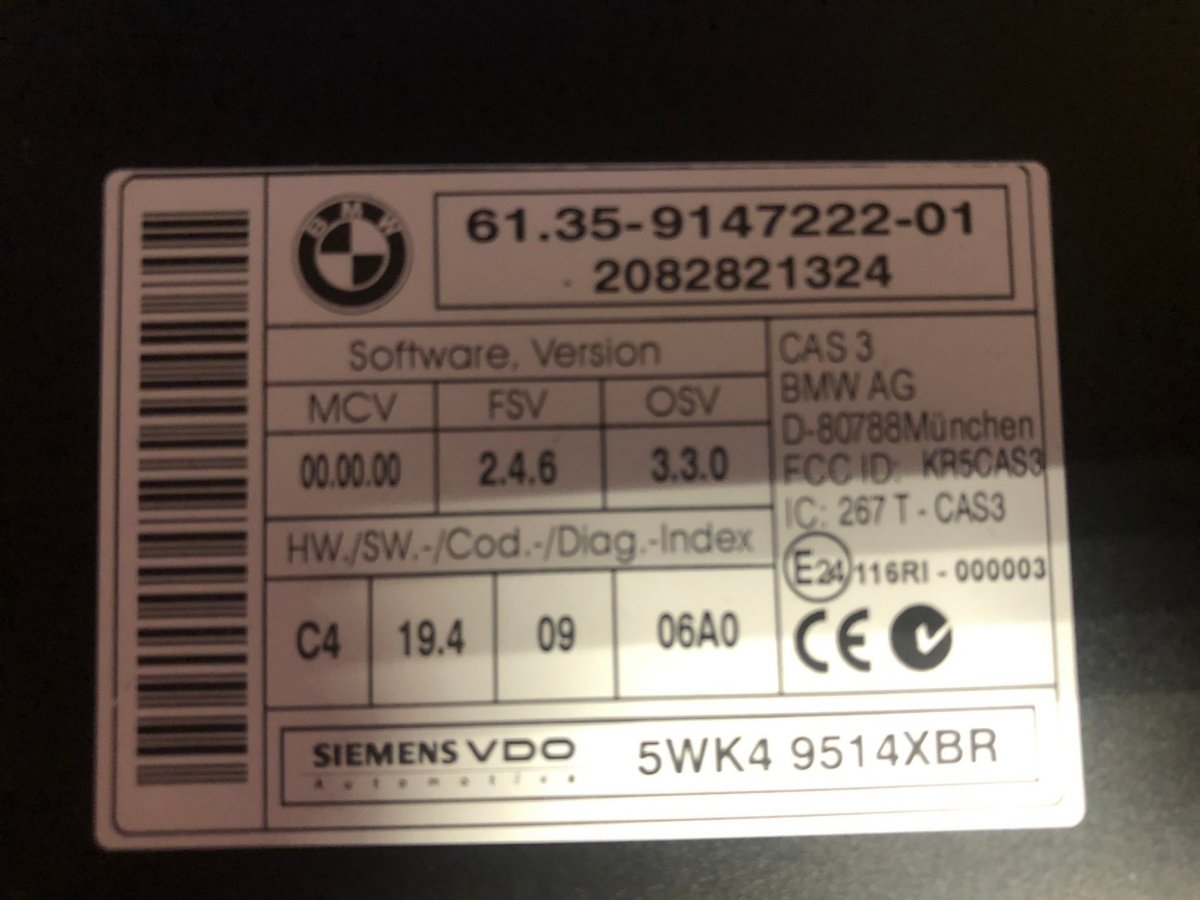 BMW
61.35-9147222-01
2082821324
Software, Version
MCV FSV OSV
00.00.00 2.4.6 3.3.0
HW./SW.-/Cod.-/Diag.-Index
C4 19.4 09 06A0
CAS 3
BMW AG
D-80788München
FCC ID: KR5CAS3
IC: 267 T - CAS3
E24 116RI - 000003
CE
SIEMENS VDO
Automotive
5WK4 9514XBR